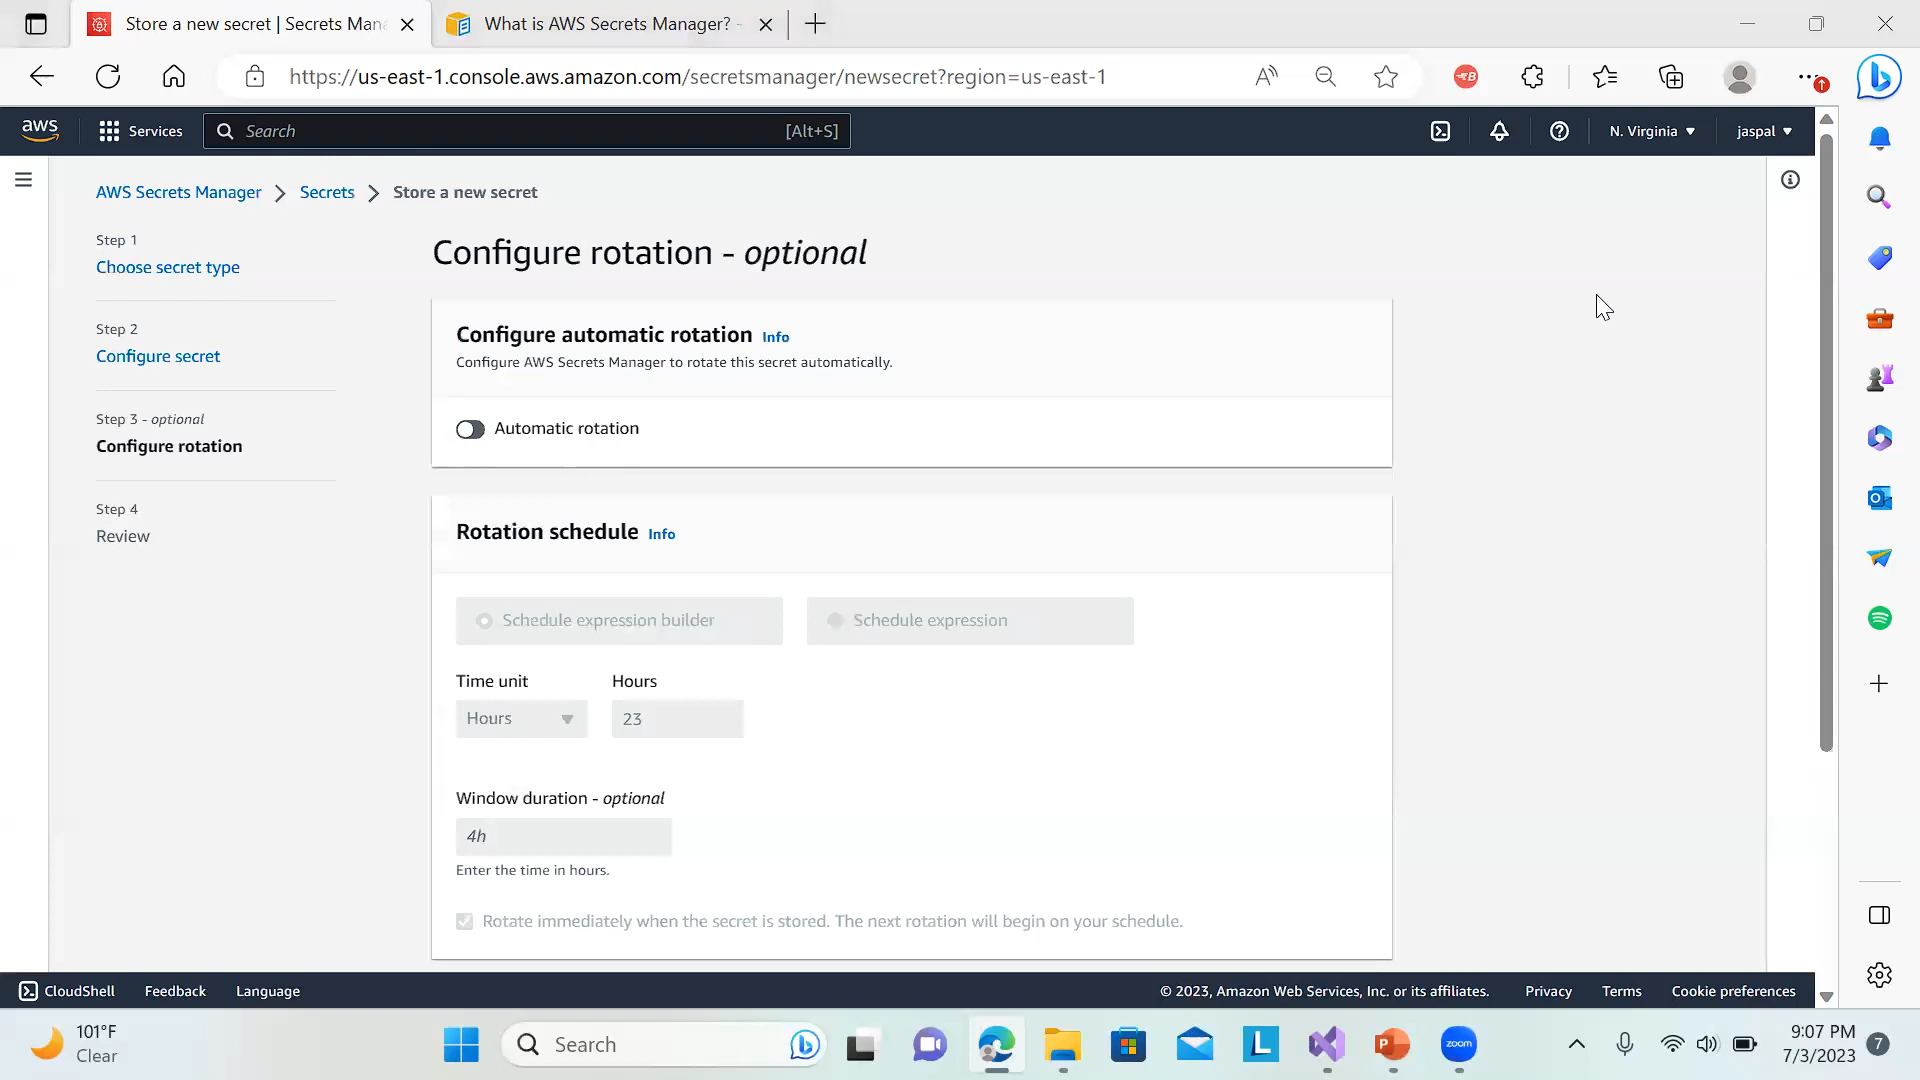 Store a new secret | Secrets Mana
What is AWS Secrets Manager? -
https://us-east-1.console.aws.amazon.com/secretsmanager/newsecret?region=us-east-1
aws
Services
Search
[Alt+S]
N. Virginia
jaspal
AWS Secrets Manager
Secrets
Store a new secret
Step 1
Choose secret type
Step 2
Configure secret
Step 3 - optional
Configure rotation
Step 4
Review
Configure rotation - optional
Configure automatic rotation Info
Configure AWS Secrets Manager to rotate this secret automatically.
Automatic rotation
Rotation schedule Info
Schedule expression builder
Schedule expression
Time unit
Hours
Hours
23
Window duration - optional
4h
Enter the time in hours.
Rotate immediately when the secret is stored. The next rotation will begin on your schedule.
CloudShell
Feedback
Language
© 2023, Amazon Web Services, Inc. or its affiliates.
Privacy
Terms
Cookie preferences
101°F
Clear
Search
L
P
zoom
9:07 PM
7/3/2023
7